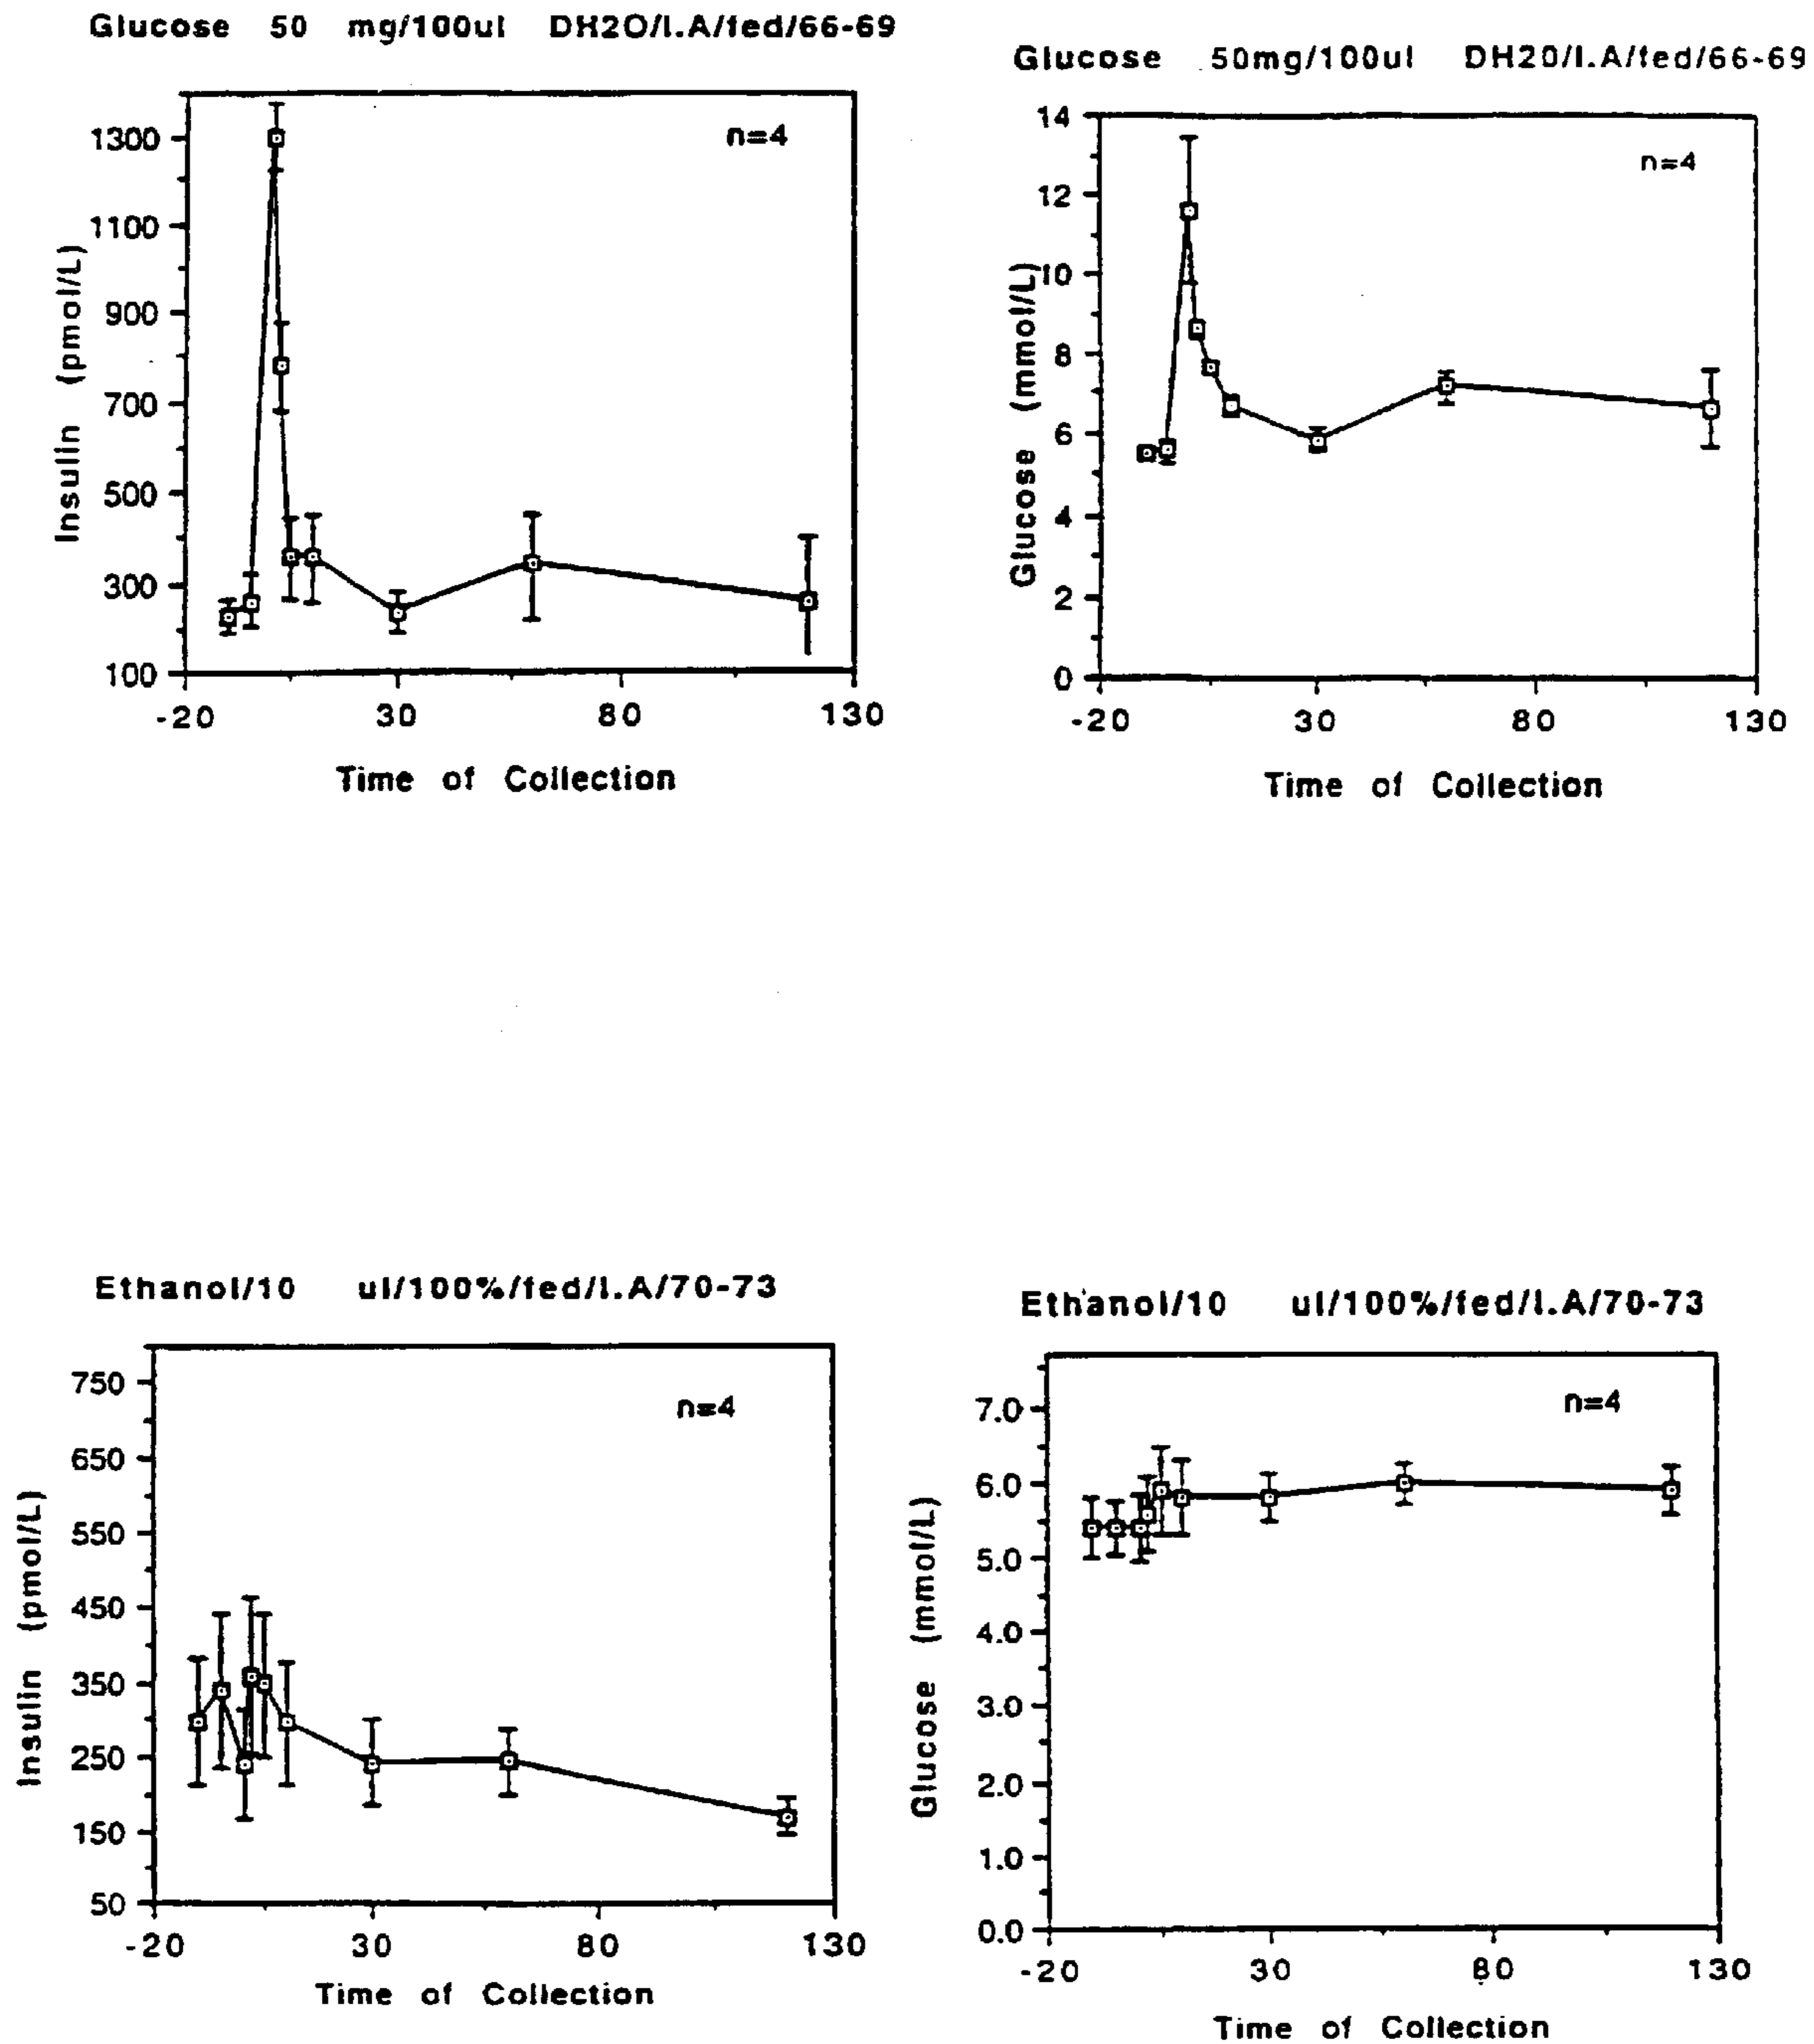 Glucose 50 mg/100ul DH2O/I.A/fed/66-69
n=4
Insulin (pmol/L)
1300
1100
900
700
500
300
100
-20 30 80 130
Time of Collection
Glucose 50mg/100ul DH20/I.A/fed/66-69
n=4
Glucose (mmol/L)
14
12
10
8
6
4
2
0
-20 30 80 130
Time of Collection
Ethanol/10 ul/100%/fed/I.A/70-73
n=4
Insulin (pmol/L)
750
650
550
450
350
250
150
50
-20 30 80 130
Time of Collection
Ethanol/10 ul/100%/fed/I.A/70-73
n=4
Glucose (mmol/L)
7.0
6.0
5.0
4.0
3.0
2.0
1.0
0.0
-20 30 80 130
Time of Collection